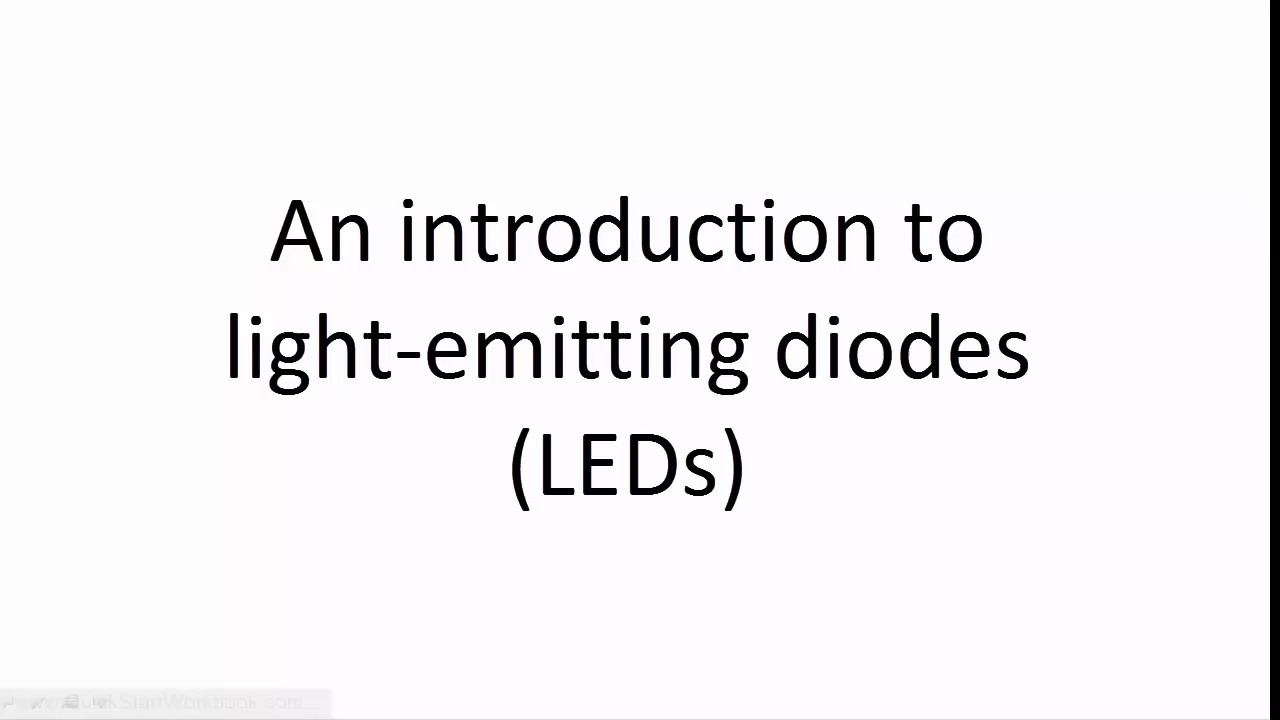 An introduction to
light-emitting diodes
(LEDs)